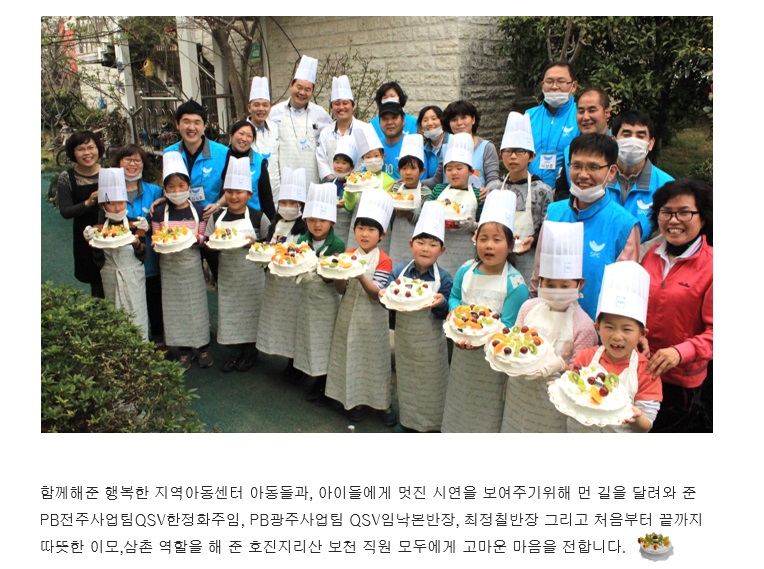 SPC
함께해준 행복한 지역아동센터 아동들과, 아이들에게 멋진 시연을 보여주기위해 먼 길을 달려와 준
PB전주사업팀QSV한정화주임, PB광주사업팀 QSV임낙본반장, 최정칠반장 그리고 처음부터 끝까지
따뜻한 이모,삼촌 역할을 해 준 호진지리산 보천 직원 모두에게 고마운 마음을 전합니다.